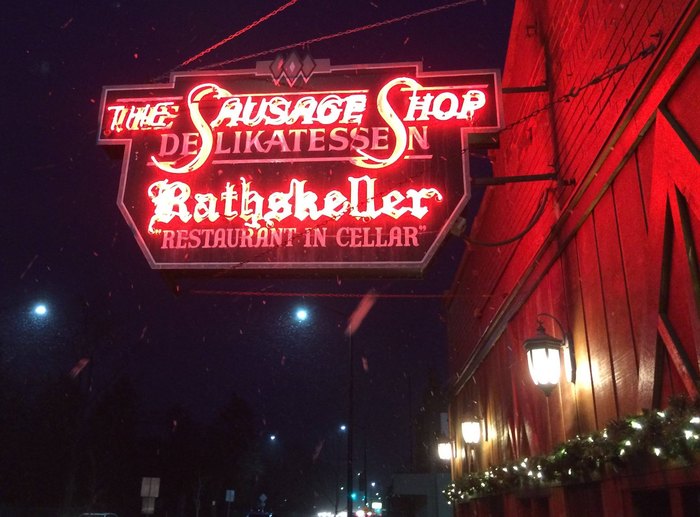 THE SAUSAGE SHOP
DELIKATESSEN
Rathskeller
"RESTAURANT IN CELLAR"